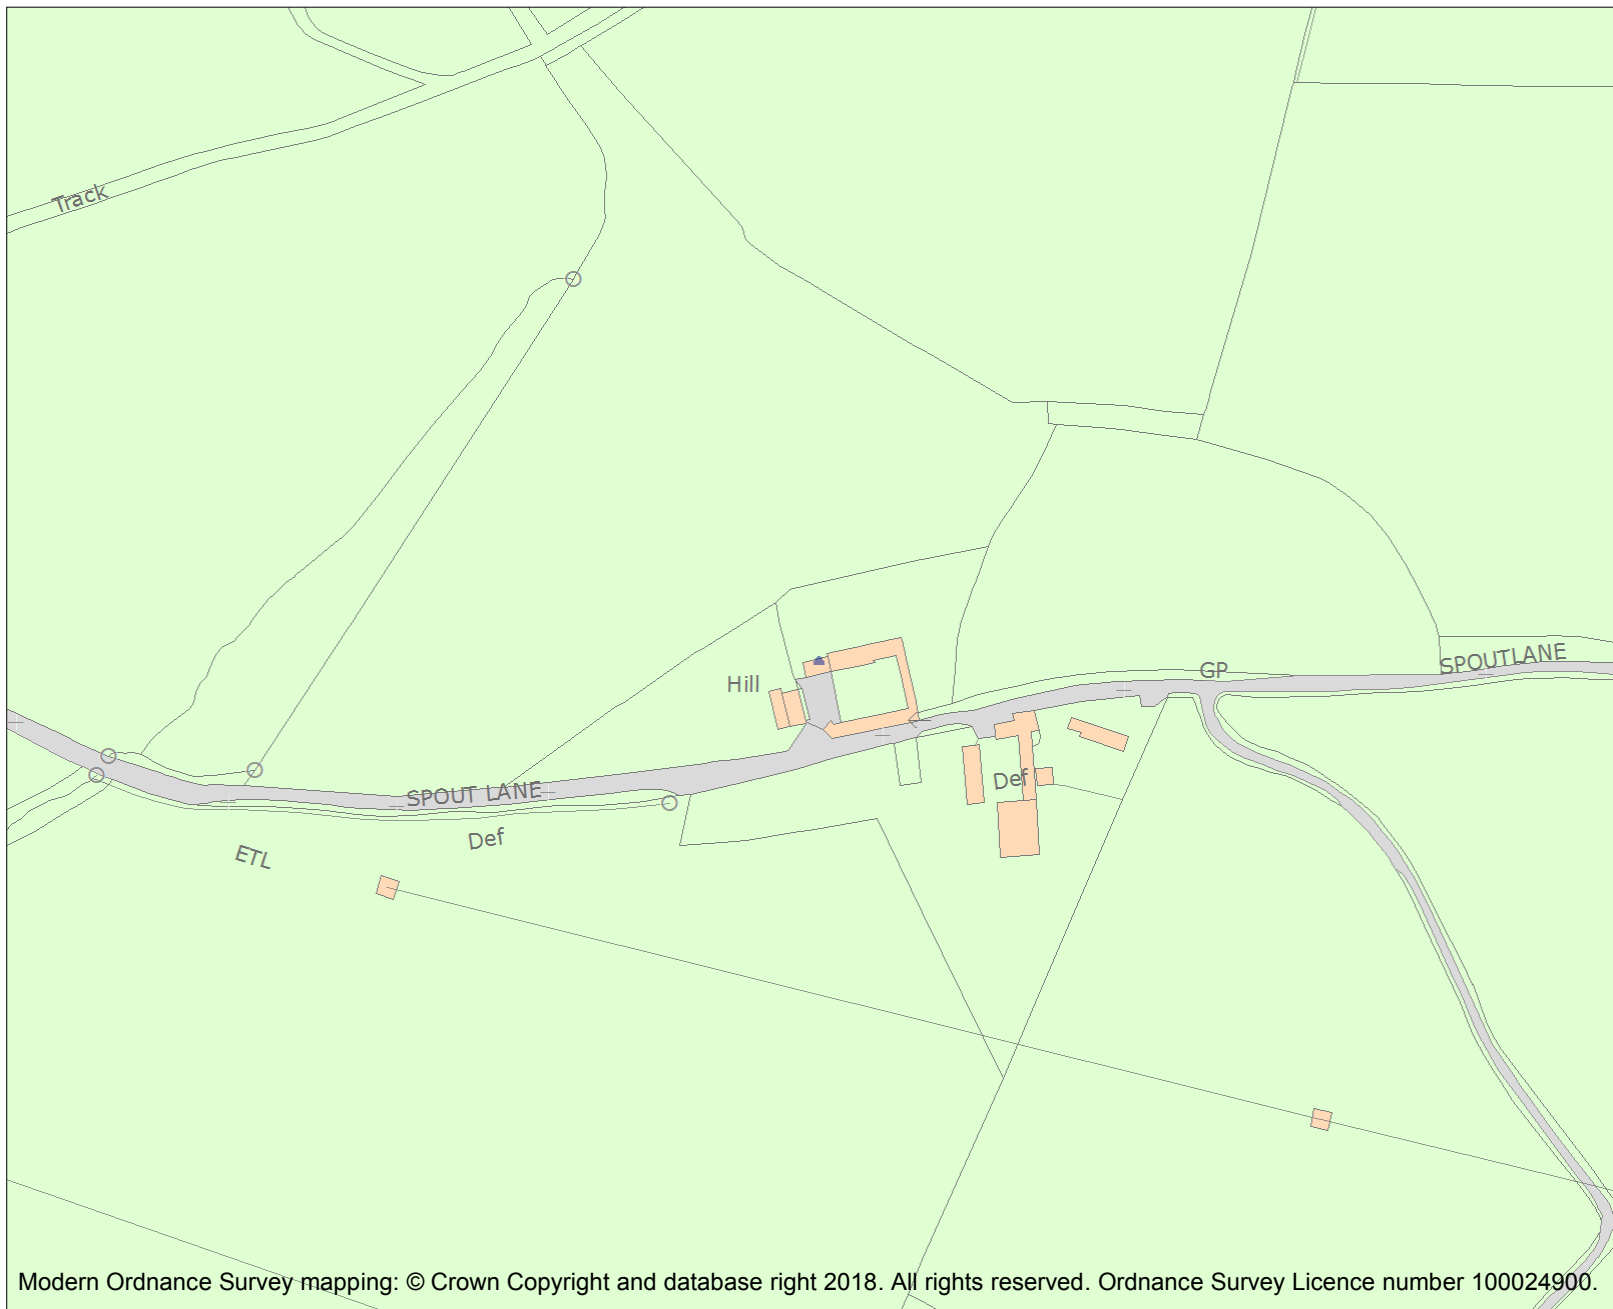 Track
Hill
GP
SPOUTLANE
SPOUT LANE
Def
Def
ETL
Modern Ordnance Survey mapping: © Crown Copyright and database right 2018. All rights reserved. Ordnance Survey Licence number 100024900.